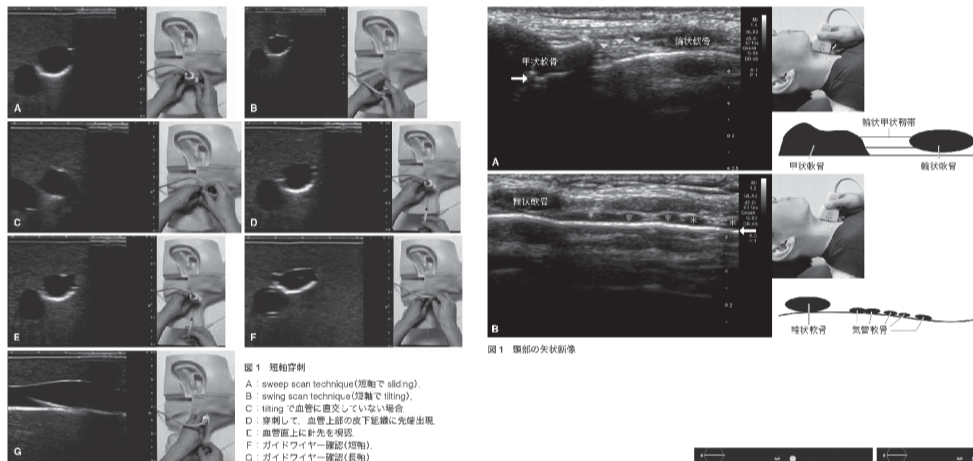 A
B
C
D
E
F
G
図1 短軸穿刺
A：sweep scan technique（短軸で sliding）．
B：swing scan technique（短軸で tilting）．
C：tilting で血管に直交していない場合．
D：穿刺して，血管上部の皮下組織に先端出現．
E：血管直上に針先を視認．
F：ガイドワイヤー確認（短軸）．
G：ガイドワイヤー確認（長軸）
甲状軟骨
輪状軟骨
A
輪状甲状靱帯
甲状軟骨
輪状軟骨
輪状軟骨
B
輪状軟骨
気管軟骨
図1 頸部の矢状断像